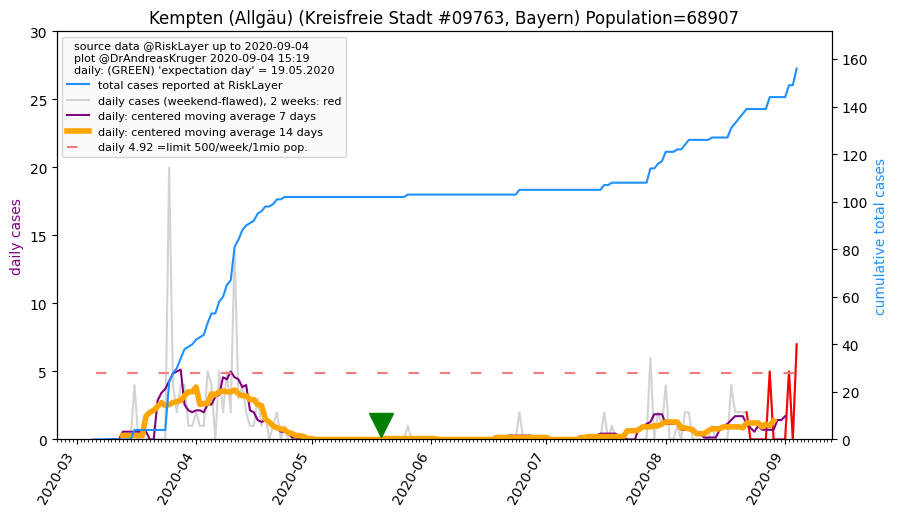 Kempten (Allgäu) (Kreisfreie Stadt #09763, Bayern) Population=68907
source data @RiskLayer up to 2020-09-04
plot @DrAndreasKruger 2020-09-04 15:19
daily: (GREEN) 'expectation day' = 19.05.2020
total cases reported at RiskLayer
daily cases (weekend-flawed), 2 weeks: red
daily: centered moving average 7 days
daily: centered moving average 14 days
daily 4.92 =limit 500/week/1mio pop.
daily cases
30
25
20
15
10
5
0
cumulative total cases
160
140
120
100
80
60
40
20
0
2020-03
2020-04
2020-05
2020-06
2020-07
2020-08
2020-09